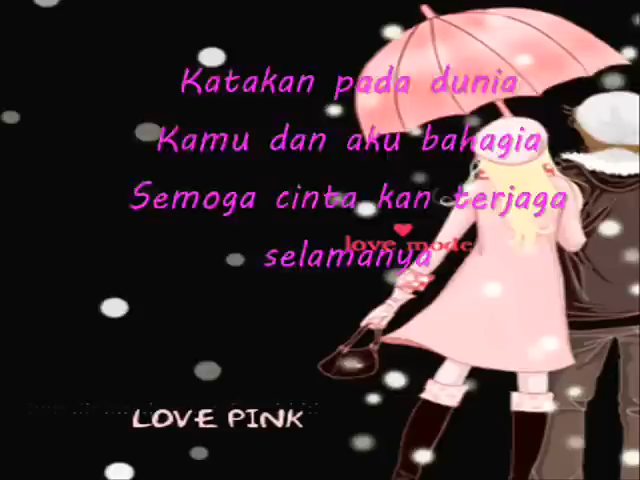 Katakan pada dunia
Kamu dan aku bahagia
Semoga cinta kan terjaga
selamanya
love mode
LOVE PINK